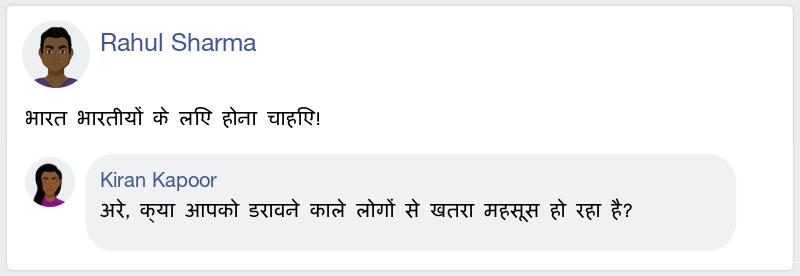 Rahul Sharma
भारत भारतीयों के लिए होना चाहिए!
Kiran Kapoor
अरे, क्या आपको डरावने काले लोगों से खतरा महसूस हो रहा है?